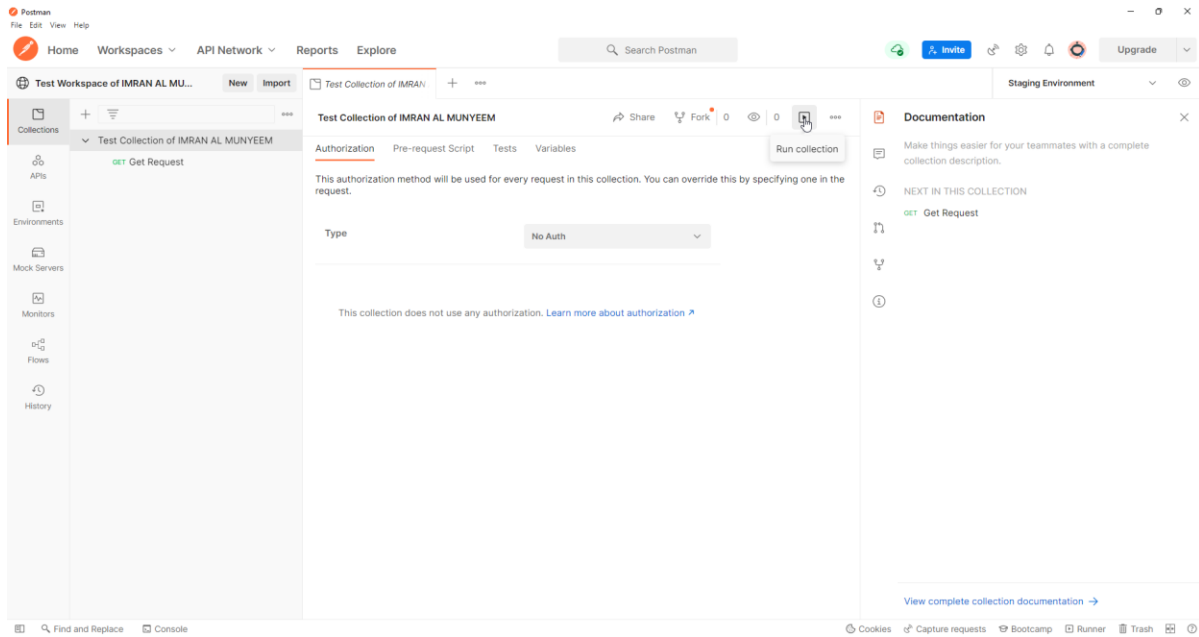 Postman
File Edit View Help
Home Workspaces API Network Reports Explore
Search Postman
Invite
Upgrade
Test Workspace of IMRAN AL MU...
New Import
Test Collection of IMRAN
Staging Environment
Collections
APIs
Environments
Mock Servers
Monitors
Flows
History
Test Collection of IMRAN AL MUNYEEM
GET Get Request
Test Collection of IMRAN AL MUNYEEM
Share Fork 0 0
Run collection
Authorization Pre-request Script Tests Variables
This authorization method will be used for every request in this collection. You can override this by specifying one in the
request.
Type No Auth
This collection does not use any authorization. Learn more about authorization ↗
Documentation
Make things easier for your teammates with a complete
collection description.
NEXT IN THIS COLLECTION
GET Get Request
View complete collection documentation →
Find and Replace Console
Cookies Capture requests Bootcamp Runner Trash